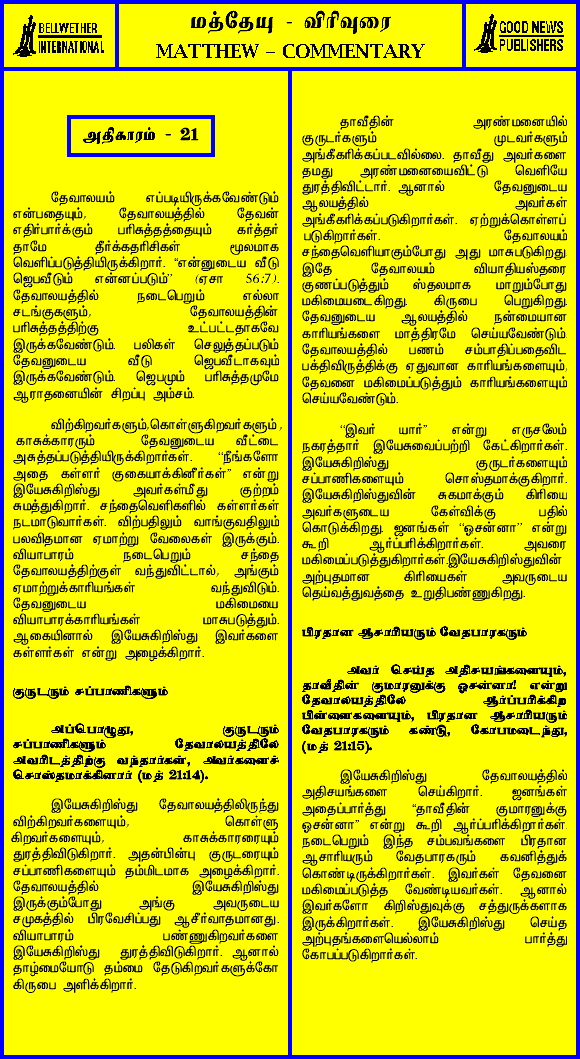 BELLWETHER
INTERNATIONAL
மத்தேயு - விரிவுரை
MATTHEW – COMMENTARY
GOOD NEWS
PUBLISHERS
அதிகாரம் - 21
தேவாலயம் எப்படியிருக்கவேண்டும்
என்பதையும், தேவாலயத்தில் தேவன்
எதிர்பார்க்கும் பரிசுத்தத்தையும் கர்த்தர்
தாமே தீர்க்கதரிசிகள் மூலமாக
வெளிப்படுத்தியிருக்கிறார். “என்னுடைய வீடு
ஜெபவீடும் என்னப்படும்” (ஏசா 56:7).
தேவாலயத்தில் நடைபெறும் எல்லா
சடங்குகளும், தேவாலயத்தின்
பரிசுத்தத்திற்கு உட்பட்டதாகவே
இருக்கவேண்டும். பலிகள் செலுத்தப்படும்
தேவனுடைய வீடு ஜெபவீடாகவும்
இருக்கவேண்டும். ஜெபமும் பரிசுத்தமுமே
ஆராதனையின் சிறப்பு அம்சம்.
விற்கிறவர்களும்,கொள்ளுகிறவர்களும்,
காசுக்காரரும் தேவனுடைய வீட்டை
அசுத்தப்படுத்தியிருக்கிறார்கள். “நீங்களோ
அதை கள்ளர் குகையாக்கினீர்கள்” என்று
இயேசுகிறிஸ்து அவர்கள்மீது குற்றம்
சுமத்துகிறார். சந்தைவெளிகளில் கள்ளர்கள்
நடமாடுவார்கள். விற்பதிலும் வாங்குவதிலும்
பலவிதமான ஏமாற்று வேலைகள் இருக்கும்.
வியாபாரம் நடைபெறும் சந்தை
தேவாலயத்திற்குள் வந்துவிட்டால், அங்கும்
ஏமாற்றுக்காரியங்கள் வந்துவிடும்.
தேவனுடைய மகிமையை
வியாபாரக்காரியங்கள் மாசுபடுத்தும்.
ஆகையினால் இயேசுகிறிஸ்து இவர்களை
கள்ளர்கள் என்று அழைக்கிறார்.
குருடரும் சப்பாணிகளும்
அப்பொழுது, குருடரும்
சப்பாணிகளும் தேவாலயத்திலே
அவரிடத்திற்கு வந்தார்கள், அவர்களைச்
சொஸ்தமாக்கினார் (மத் 21:14).
இயேசுகிறிஸ்து தேவாலயத்திலிருந்து
விற்கிறவர்களையும், கொள்ளு
கிறவர்களையும், காசுக்காரரையும்
துரத்திவிடுகிறார். அதன்பின்பு குருடரையும்
சப்பாணிகளையும் தம்மிடமாக அழைக்கிறார்.
தேவாலயத்தில் இயேசுகிறிஸ்து
இருக்கும்போது அங்கு அவருடைய
சமுகத்தில் பிரவேசிப்பது ஆசீர்வாதமானது.
வியாபாரம் பண்ணுகிறவர்களை
இயேசுகிறிஸ்து துரத்திவிடுகிறார். ஆனால்
தாழ்மையோடு தம்மை தேடுகிறவர்களுக்கோ
கிருபை அளிக்கிறார்.
தாவீதின் அரண்மனையில்
குருடர்களும் முடவர்களும்
அங்கீகரிக்கப்படவில்லை. தாவீது அவர்களை
தமது அரண்மனையைவிட்டு வெளியே
துரத்திவிட்டார். ஆனால் தேவனுடைய
ஆலயத்தில் அவர்கள்
அங்கீகரிக்கப்படுகிறார்கள். ஏற்றுக்கொள்ளப்
படுகிறார்கள். தேவாலயம்
சந்தைவெளியாகும்போது அது மாசுபடுகிறது.
இதே தேவாலயம் வியாதியஸ்தரை
குணப்படுத்தும் ஸ்தலமாக மாறும்போது
மகிமையடைகிறது. கிருபை பெறுகிறது.
தேவனுடைய ஆலயத்தில் நன்மையான
காரியங்களை மாத்திரமே செய்யவேண்டும்.
தேவாலயத்தில் பணம் சம்பாதிப்பதைவிட
பக்திவிருத்திக்கு ஏதுவான காரியங்களையும்,
தேவனை மகிமைப்படுத்தும் காரியங்களையும்
செய்யவேண்டும்.
“இவர் யார்” என்று எருசலேம்
நகரத்தார் இயேசுவைப்பற்றி கேட்கிறார்கள்.
இயேசுகிறிஸ்து குருடர்களையும்
சப்பாணிகளையும் சொஸ்தமாக்குகிறார்.
இயேசுகிறிஸ்துவின் சுகமாக்கும் கிரியை
அவர்களுடைய கேள்விக்கு பதில்
கொடுக்கிறது. ஜனங்கள் “ஓசன்னா” என்று
கூறி ஆர்ப்பரிக்கிறார்கள். அவரை
மகிமைப்படுத்துகிறார்கள்.இயேசுகிறிஸ்துவின்
அற்புதமான கிரியைகள் அவருடைய
தெய்வத்துவத்தை உறுதிபண்ணுகிறது.
பிரதான ஆசாரியரும் வேதபாரகரும்
அவர் செய்த அதிசயங்களையும்,
தாவீதின் குமாரனுக்கு ஓசன்னா! என்று
தேவாலயத்திலே ஆர்ப்பரிக்கிற
பிள்ளைகளையும், பிரதான ஆசாரியரும்
வேதபாரகரும் கண்டு, கோபமடைந்து,
(மத் 21:15).
இயேசுகிறிஸ்து தேவாலயத்தில்
அதிசயங்களை செய்கிறார். ஜனங்கள்
அதைப்பார்த்து “தாவீதின் குமாரனுக்கு
ஓசன்னா” என்று கூறி ஆர்ப்பரிக்கிறார்கள்.
நடைபெறும் இந்த சம்பவங்களை பிரதான
ஆசாரியரும் வேதபாரகரும் கவனித்துக்
கொண்டிருக்கிறார்கள். இவர்கள் தேவனை
மகிமைப்படுத்த வேண்டியவர்கள். ஆனால்
இவர்களோ கிறிஸ்துவுக்கு சத்துருக்களாக
இருக்கிறார்கள். இயேசுகிறிஸ்து செய்த
அற்புதங்களையெல்லாம் பார்த்து
கோபப்படுகிறார்கள்.